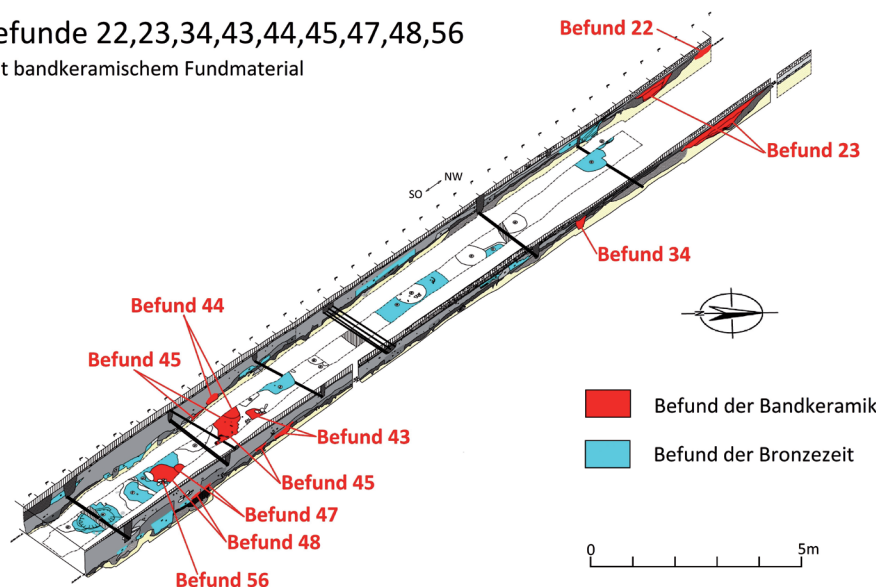 efunde 22,23,34,43,44,45,47,48,56
t bandkeramischem Fundmaterial
Befund 22
Befund 23
NW
SO
Befund 34
Befund 44
N
Befund 45
Befund der Bandkeramik
Befund 43
Befund der Bronzezeit
Befund 45
Befund 47
Befund 48
0
5m
Befund 56